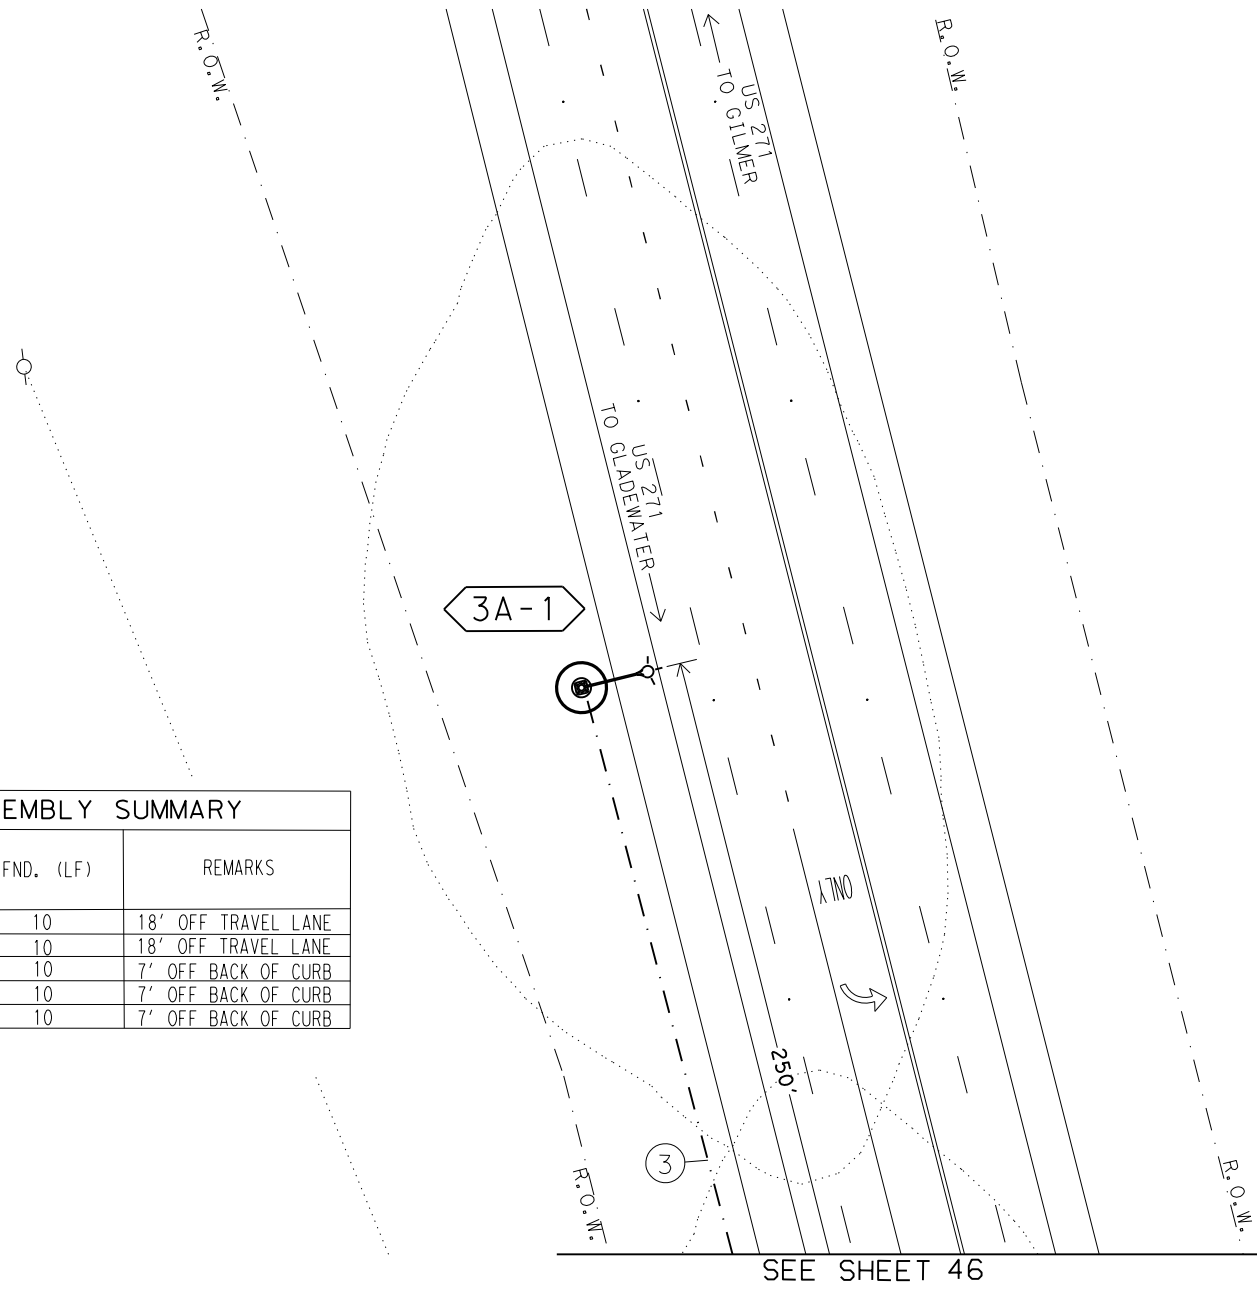 R.O.W.
R.O.W.
US 271
TO GILMER
US 271
TO GLADEWATER
3A-1
EMBLY SUMMARY
FND. (LF) REMARKS
10 18' OFF TRAVEL LANE
10 18' OFF TRAVEL LANE
10 7' OFF BACK OF CURB
10 7' OFF BACK OF CURB
10 7' OFF BACK OF CURB
ONLY
250'
3
R.O.W.
R.O.W.
SEE SHEET 46